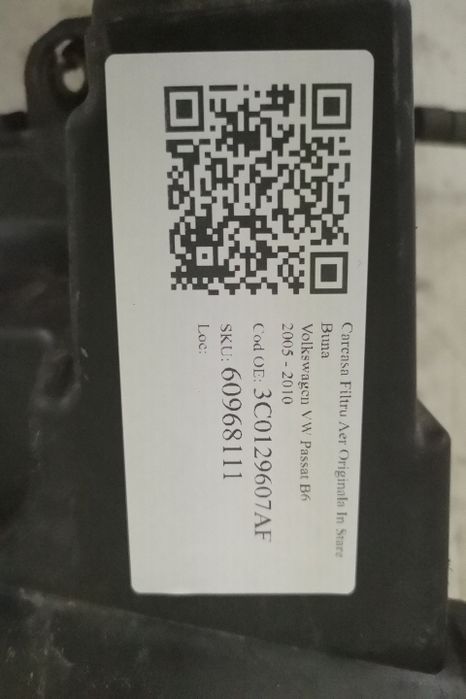 Carcasa Filtru Aer Originala In Stare
Buna
Volkswagen VW Passat B6
2005 - 2010
Cod OE: 3C0129607AF
SKU: 60968111
Loc: